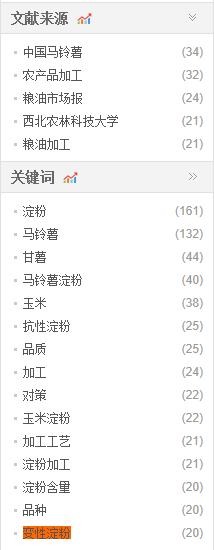 文献来源
中国马铃薯 (34)
农产品加工 (32)
粮油市场报 (24)
西北农林科技大学 (21)
粮油加工 (21)
关键词
淀粉 (161)
马铃薯 (132)
甘薯 (44)
马铃薯淀粉 (40)
玉米 (38)
抗性淀粉 (25)
品质 (25)
加工 (24)
对策 (22)
玉米淀粉 (22)
加工工艺 (21)
淀粉加工 (21)
淀粉含量 (20)
品种 (20)
变性淀粉 (20)